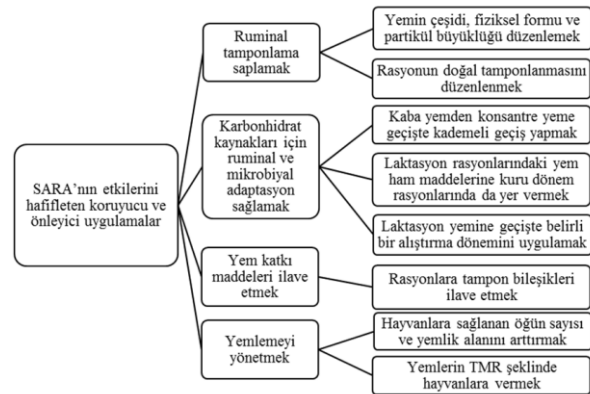 SARA'nın etkilerini
hafifleten koruyucu ve
önleyici uygulamalar
Ruminal
tamponlama
saplamak
Yemin çeşidi, fiziksel formu ve
partikül büyüklüğü düzenlemek
Rasyonun doğal tamponlanmasını
düzenlenmek
Karbonhidrat
kaynakları için
ruminal ve
mikrobiyal
adaptasyon
sağlamak
Kaba yemden konsantre yeme
geçişte kademeli geçiş yapmak
Laktasyon rasyonlarındaki yem
ham maddelerine kuru dönem
rasyonlarında da yer vermek
Laktasyon yemine geçişte belirli
bir alıştırma dönemini uygulamak
Yem katkı
maddeleri ilave
etmek
Rasyonlara tampon bileşikleri
ilave etmek
Yemlemeyi
yönetmek
Hayvanlara sağlanan öğün sayısı
ve yemlik alanını arttırmak
Yemlerin TMR şeklinde
hayvanlara vermek